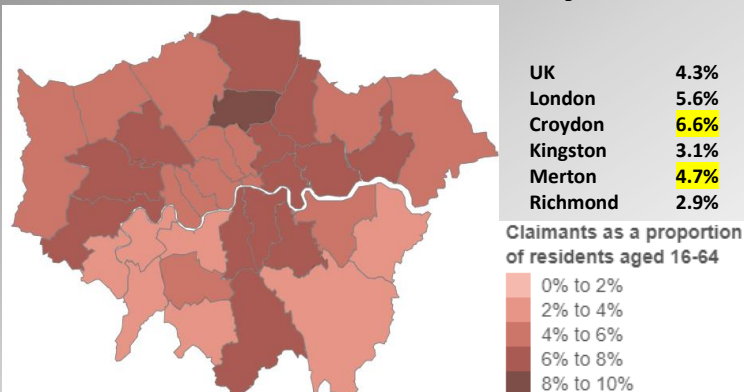 UK 4.3%
London 5.6%
Croydon 6.6%
Kingston 3.1%
Merton 4.7%
Richmond 2.9%
Claimants as a proportion
of residents aged 16-64
0% to 2%
2% to 4%
4% to 6%
6% to 8%
8% to 10%